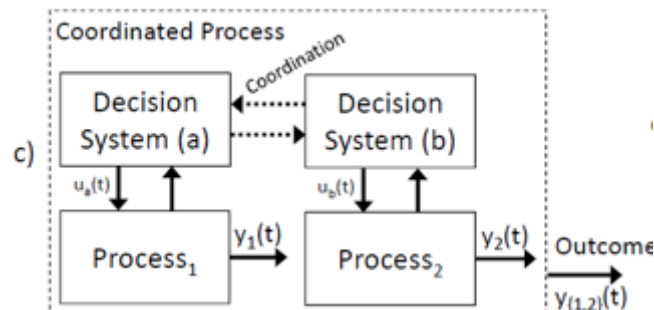 Coordinated Process
Coordination
Decision
System (a)
Decision
System (b)
c)
uₐ(t)
u_b(t)
Process₁
y₁(t)
Process₂
y₂(t)
Outcome
y₍₁,₂₎(t)